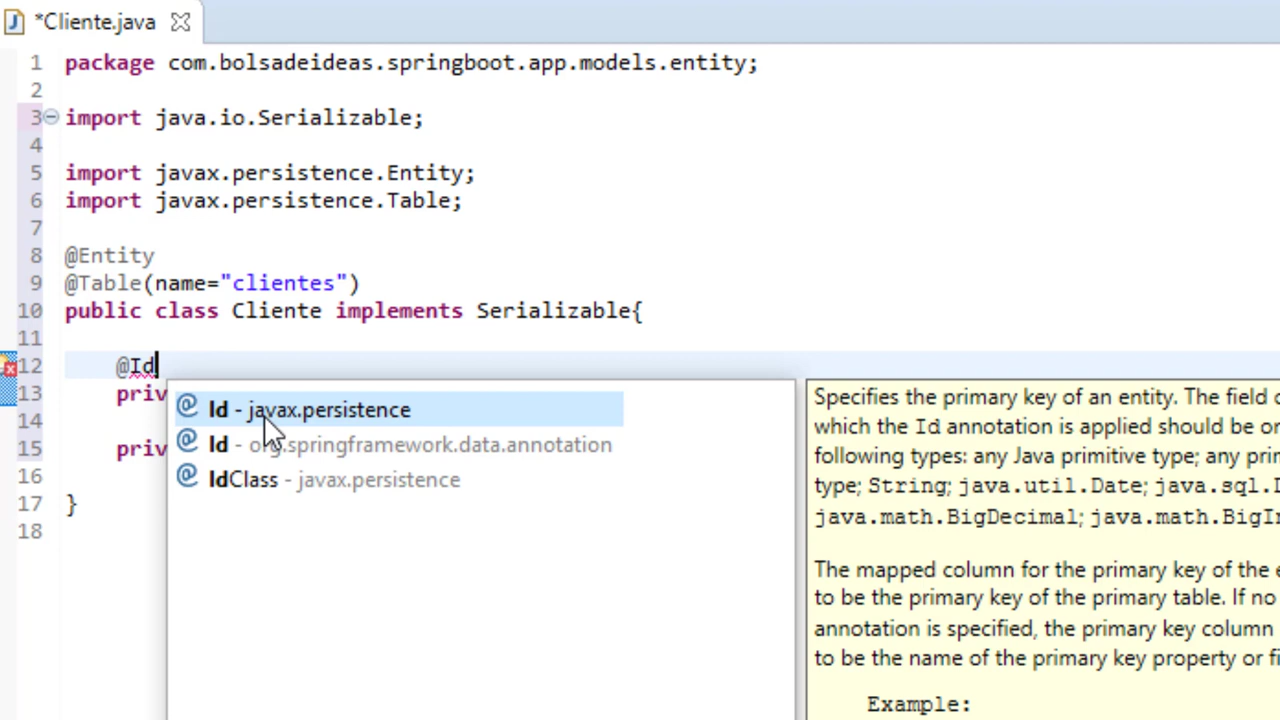 *Cliente.java
1 package com.bolsadeideas.springboot.app.models.entity;
2
3 import java.io.Serializable;
4
5 import javax.persistence.Entity;
6 import javax.persistence.Table;
7
8 @Entity
9 @Table(name="clientes")
10 public class Cliente implements Serializable{
11
12 @Id
13 priv
14
15 priv
16
17 }
18
Id - javax.persistence
Id - org.springframework.data.annotation
IdClass - javax.persistence
Specifies the primary key of an entity. The field o
which the Id annotation is applied should be on
following types: any Java primitive type; any prim
type; String; java.util.Date; java.sql.D
java.math.BigDecimal; java.math.BigIn
The mapped column for the primary key of the e
to be the primary key of the primary table. If no
annotation is specified, the primary key column
to be the name of the primary key property or fi
Example: